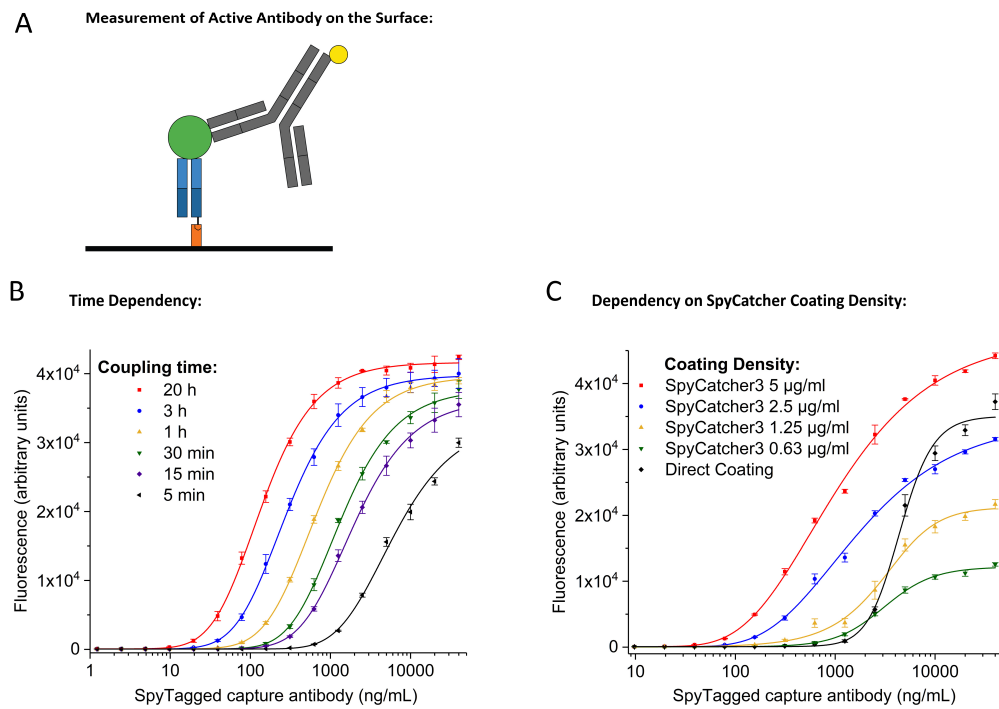 A
Measurement of Active Antibody on the Surface:
B
Time Dependency:
Coupling time:
20 h
3 h
1 h
30 min
15 min
5 min
4x10⁴
3x10⁴
2x10⁴
1x10⁴
0
Fluorescence (arbitrary units)
1 10 100 1000 10000
SpyTagged capture antibody (ng/mL)
C
Dependency on SpyCatcher Coating Density:
Coating Density:
SpyCatcher3 5 µg/ml
SpyCatcher3 2.5 µg/ml
SpyCatcher3 1.25 µg/ml
SpyCatcher3 0.63 µg/ml
Direct Coating
4x10⁴
3x10⁴
2x10⁴
1x10⁴
0
Fluorescence (arbitrary units)
10 100 1000 10000
SpyTagged capture antibody (ng/mL)